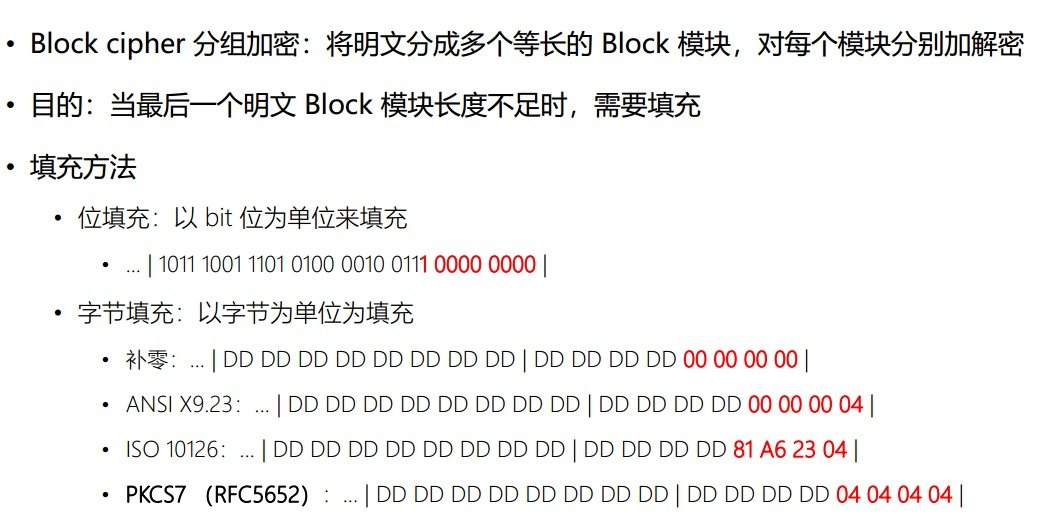 • Block cipher 分组加密：将明文分成多个等长的 Block 模块，对每个模块分别加解密
• 目的：当最后一个明文 Block 模块长度不足时，需要填充
• 填充方法
• 位填充：以 bit 位为单位来填充
• ... | 1011 1001 1101 0100 0010 0111 0000 0000 |
• 字节填充：以字节为单位为填充
• 补零：... | DD DD DD DD DD DD DD DD | DD DD DD DD 00 00 00 00 |
• ANSI X9.23：... | DD DD DD DD DD DD DD DD | DD DD DD DD 00 00 00 04 |
• ISO 10126：... | DD DD DD DD DD DD DD DD | DD DD DD DD 81 A6 23 04 |
• PKCS7 （RFC5652）：... | DD DD DD DD DD DD DD DD | DD DD DD DD 04 04 04 04 |